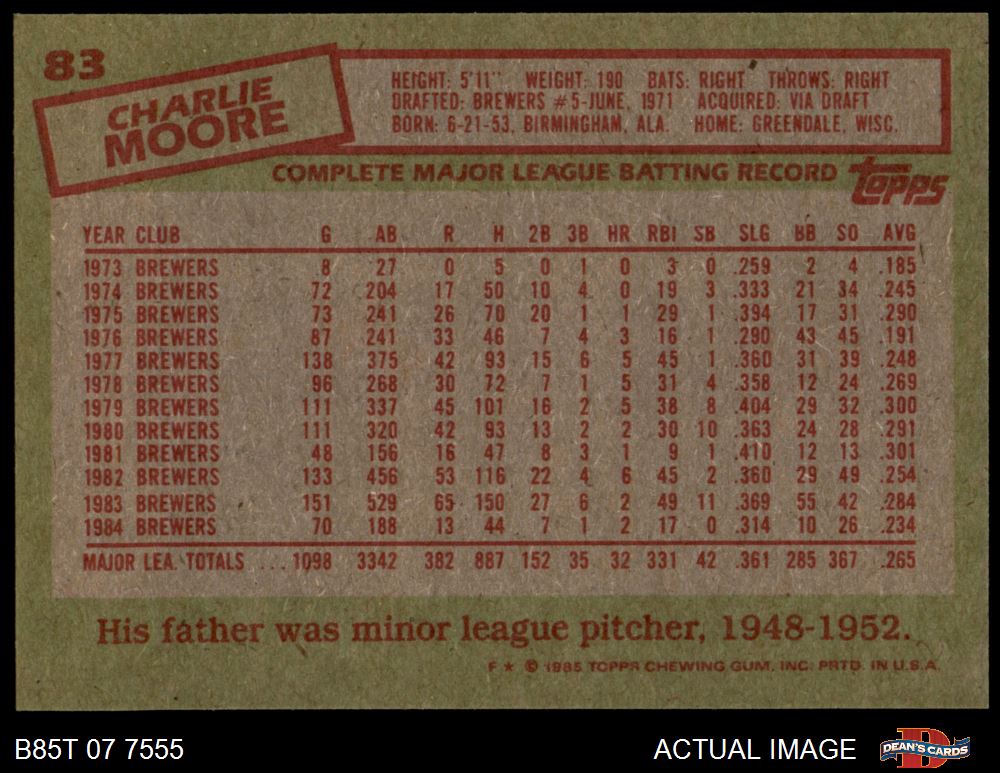 83
CHARLIE
MOORE
HEIGHT: 5'11" WEIGHT: 190 BATS: RIGHT THROWS: RIGHT
DRAFTED: BREWERS #5-JUNE, 1971 ACQUIRED: VIA DRAFT
BORN: 6-21-53, BIRMINGHAM, ALA. HOME: GREENDALE, WISC.
COMPLETE MAJOR LEAGUE BATTING RECORD
topps
YEAR CLUB G AB R H 2B 3B HR RBI SB SLG BB SO AVG
1973 BREWERS 8 27 0 5 0 1 0 3 0 .259 2 4 .185
1974 BREWERS 72 204 17 50 10 4 0 19 3 .333 21 34 .245
1975 BREWERS 73 241 26 70 20 1 1 29 1 .394 17 31 .290
1976 BREWERS 87 241 33 46 7 4 3 16 1 .290 43 45 .191
1977 BREWERS 138 375 42 93 15 6 5 45 1 .360 31 39 .248
1978 BREWERS 96 268 30 72 7 1 5 31 4 .358 12 24 .269
1979 BREWERS 111 337 45 101 16 2 5 38 8 .404 29 32 .300
1980 BREWERS 111 320 42 93 13 2 2 30 10 .363 24 28 .291
1981 BREWERS 48 156 16 47 8 3 1 9 1 .410 12 13 .301
1982 BREWERS 133 456 53 116 22 4 6 45 2 .360 29 49 .254
1983 BREWERS 151 529 65 150 27 6 2 49 11 .369 55 42 .284
1984 BREWERS 70 188 13 44 7 1 2 17 0 .314 10 26 .234
MAJOR LEA. TOTALS ... 1098 3342 382 887 152 35 32 331 42 .361 285 367 .265
His father was minor league pitcher, 1948-1952.
F ★ © 1985 TOPPS CHEWING GUM, INC. PRTD. IN U.S.A.
B85T 07 7555
ACTUAL IMAGE
D
DEAN'S CARDS